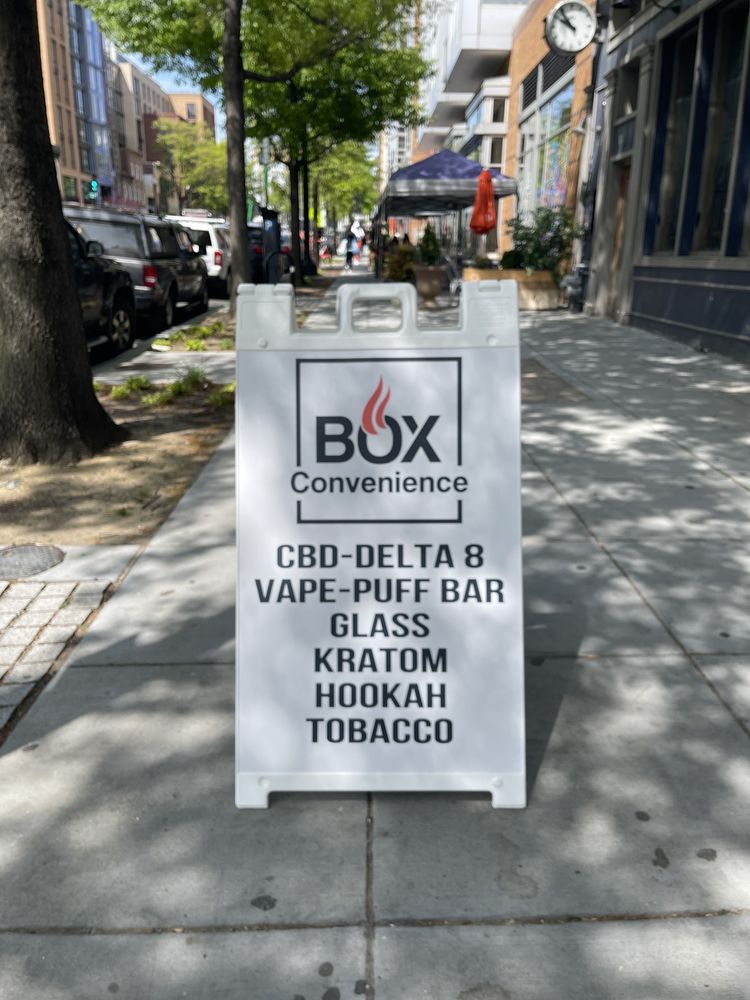 BOX
Convenience
CBD-DELTA 8
VAPE-PUFF BAR
GLASS
KRATOM
HOOKAH
TOBACCO